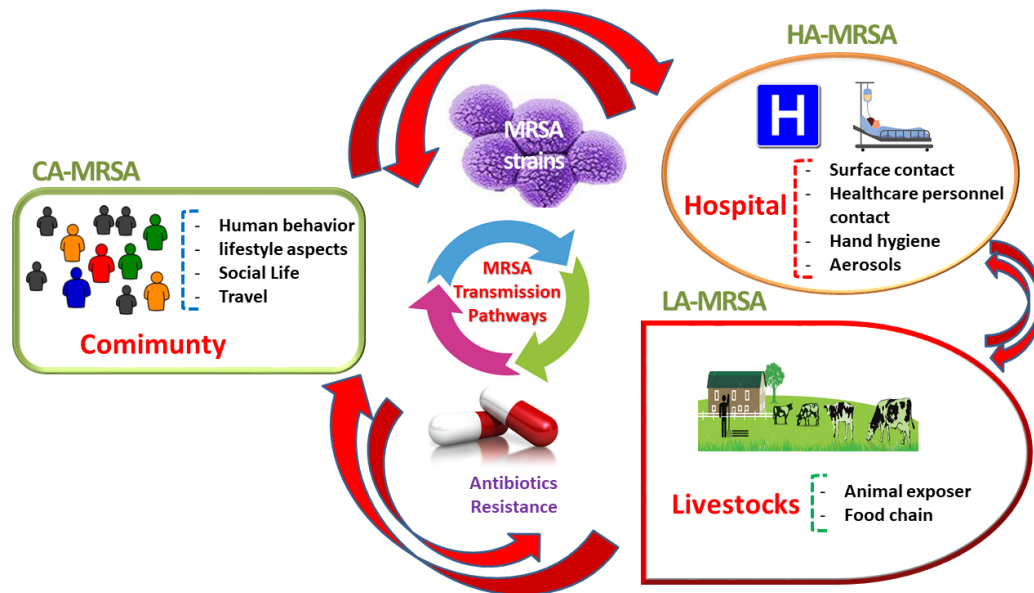 CA-MRSA
- Human behavior
- lifestyle aspects
- Social Life
- Travel
Comimunty
MRSA
strains
MRSA
Transmission
Pathways
Antibiotics
Resistance
HA-MRSA
H
Hospital
- Surface contact
- Healthcare personnel
contact
- Hand hygiene
- Aerosols
LA-MRSA
Livestocks
- Animal exposer
- Food chain